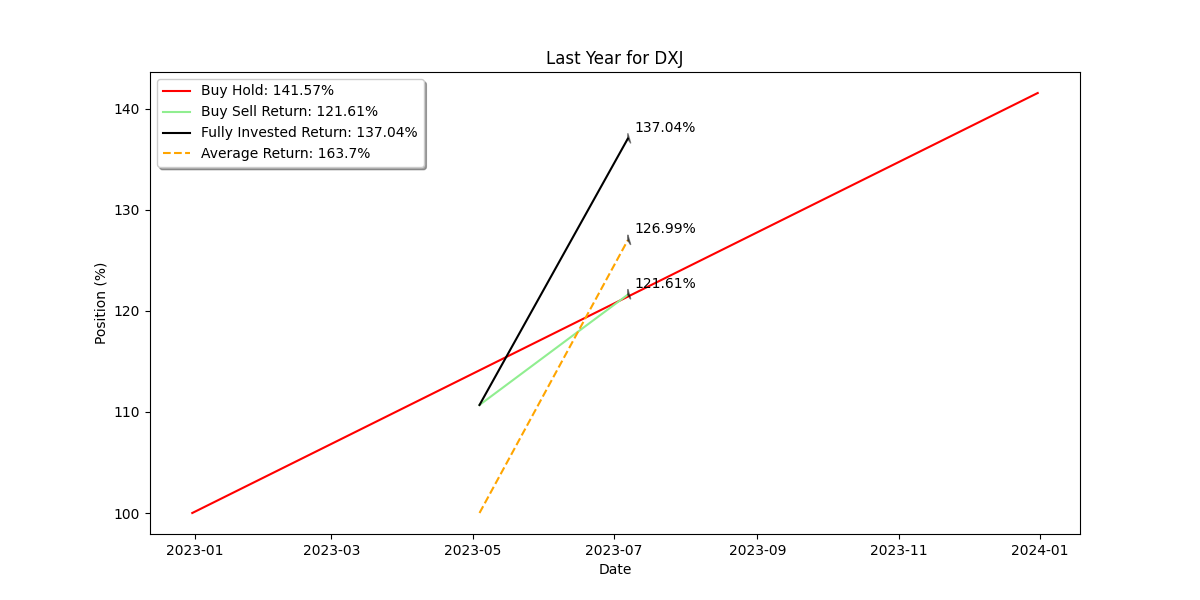 Last Year for DXJ
Buy Hold: 141.57%
Buy Sell Return: 121.61%
Fully Invested Return: 137.04%
Average Return: 163.7%
137.04%
126.99%
121.61%
Position (%)
140
130
120
110
100
2023-01
2023-03
2023-05
2023-07
2023-09
2023-11
2024-01
Date